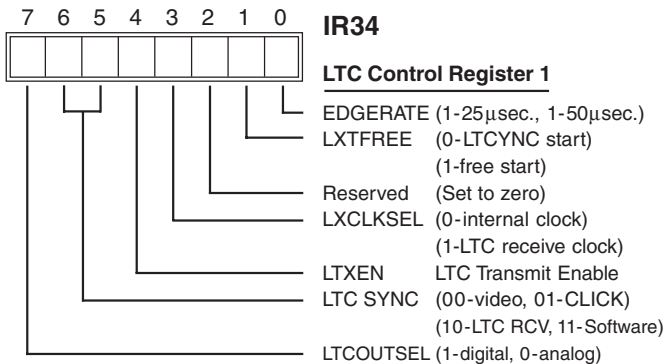 7 6 5 4 3 2 1 0
IR34
LTC Control Register 1
EDGERATE (1-25μsec., 1-50μsec.)
LXTFREE (0-LTCYNC start)
(1-free start)
Reserved (Set to zero)
LXCLKSEL (0-internal clock)
(1-LTC receive clock)
LTXEN LTC Transmit Enable
LTC SYNC (00-video, 01-CLICK)
(10-LTC RCV, 11-Software)
LTCOUTSEL (1-digital, 0-analog)